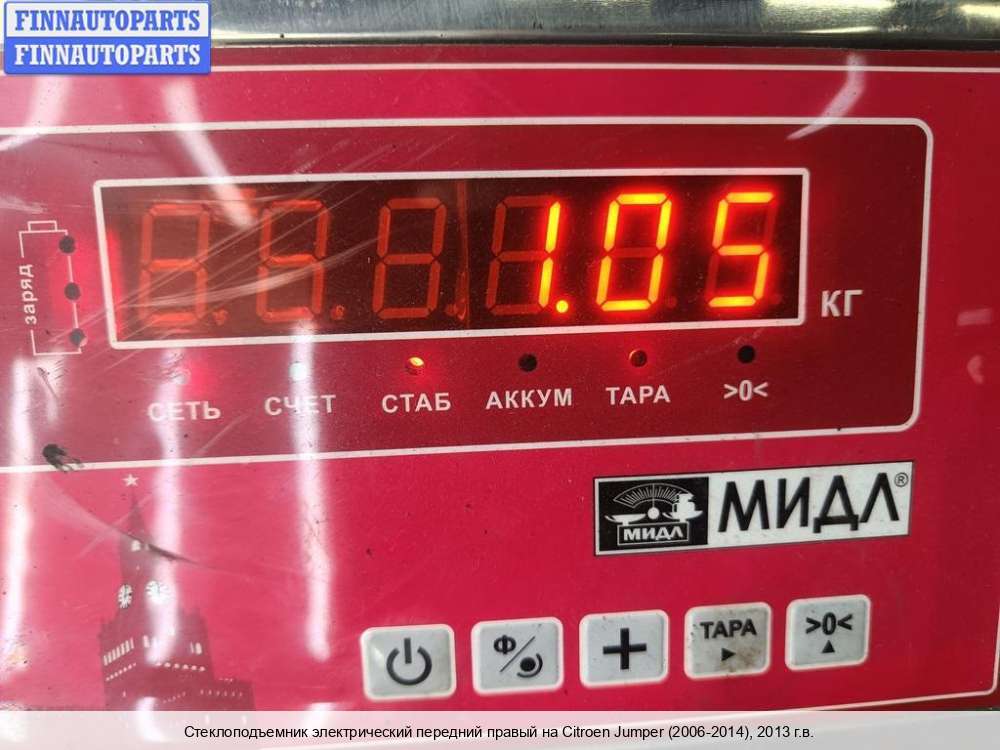 FINNAUTOPARTS
FINNAUTOPARTS
заряд
1.05
КГ
СЕТЬ СЧЕТ СТАБ АККУМ ТАРА >0<
МИДЛ МИДЛ®
Ф ТАРА >0<
Стеклоподъемник электрический передний правый на Citroen Jumper (2006-2014), 2013 г.в.